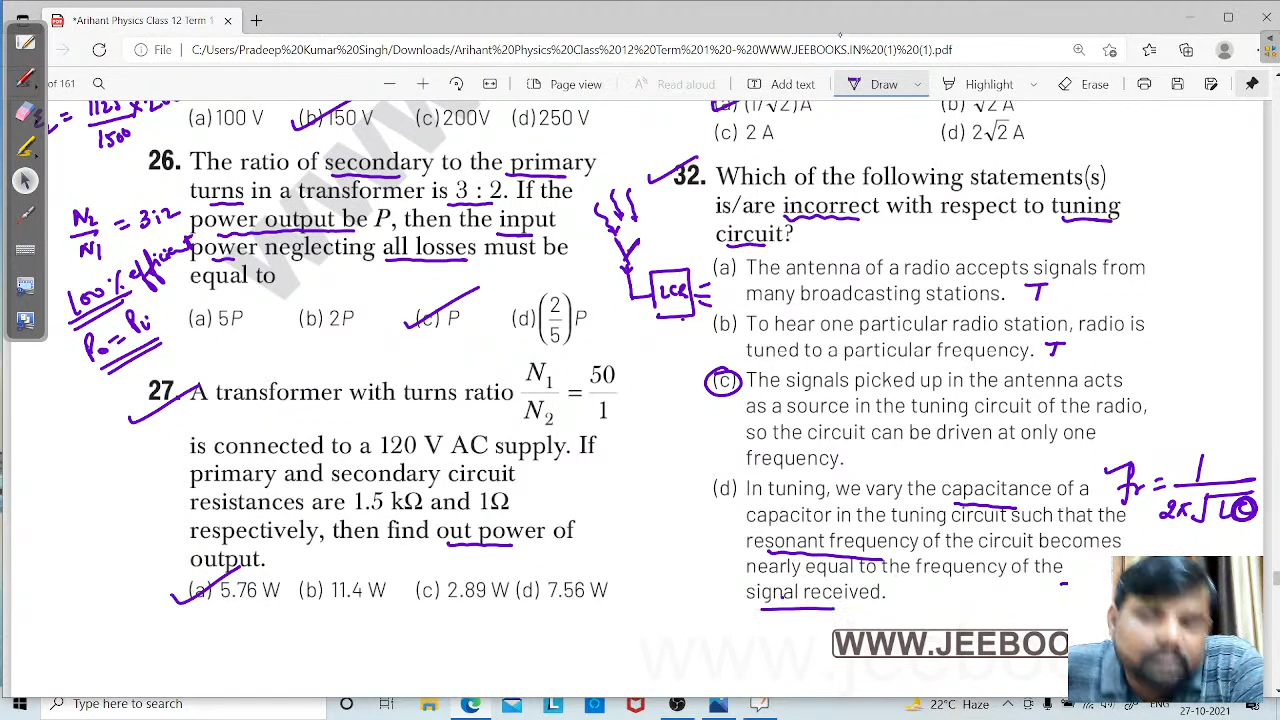 *Arihant Physics Class 12 Term 1
File
C:/Users/Pradeep%20Kumar%20Singh/Downloads/Arihant%20Physics%20Class%2012%20Term%201%20-%20WWW.JEEBOOKS.IN%20(1)%20(1).pdf
of 161
Page view
Read aloud
Add text
Draw
Highlight
Erase
1500
(a) 100 V (b) 150 V (c) 200V (d) 250 V
26. The ratio of secondary to the primary
turns in a transformer is 3 : 2. If the
power output be P, then the input
power neglecting all losses must be
equal to
(a) 5P (b) 2P (c) P (d) (2/5) P
N2/N1 = 3:2
100% efficient
Po = Pi
27. A transformer with turns ratio N1/N2 = 50/1
is connected to a 120 V AC supply. If
primary and secondary circuit
resistances are 1.5 kΩ and 1Ω
respectively, then find out power of
output.
(a) 5.76 W (b) 11.4 W (c) 2.89 W (d) 7.56 W
(a) (1/√2) A (b) √2 A
(c) 2 A (d) 2√2 A
32. Which of the following statements(s)
is/are incorrect with respect to tuning
circuit?
(a) The antenna of a radio accepts signals from
many broadcasting stations. T
(b) To hear one particular radio station, radio is
tuned to a particular frequency. T
(c) The signals picked up in the antenna acts
as a source in the tuning circuit of the radio,
so the circuit can be driven at only one
frequency.
(d) In tuning, we vary the capacitance of a
capacitor in the tuning circuit such that the
resonant frequency of the circuit becomes
nearly equal to the frequency of the
signal received.
LCR
fr = 1/2π√LC
WWW.JEEBOO
www.jeeb
Type here to search
22°C Haze
ENG
27-10-2021